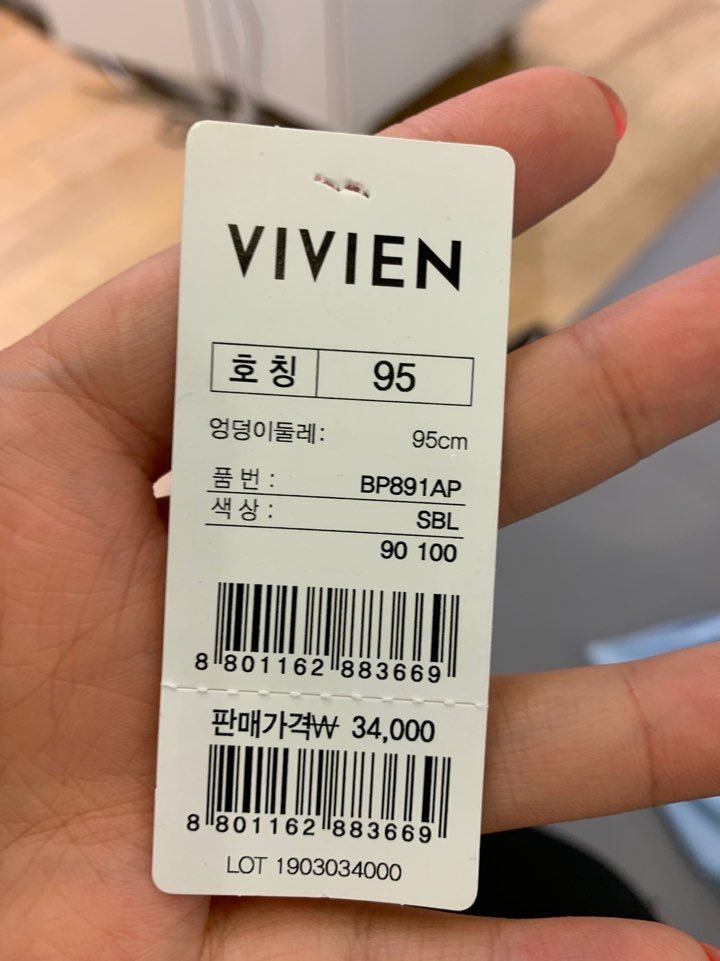 VIVIEN
호칭 95
엉덩이둘레: 95cm
품번 : BP891AP
색상 : SBL
90 100
8 801162 883669
판매가격₩ 34,000
8 801162 883669
LOT 1903034000